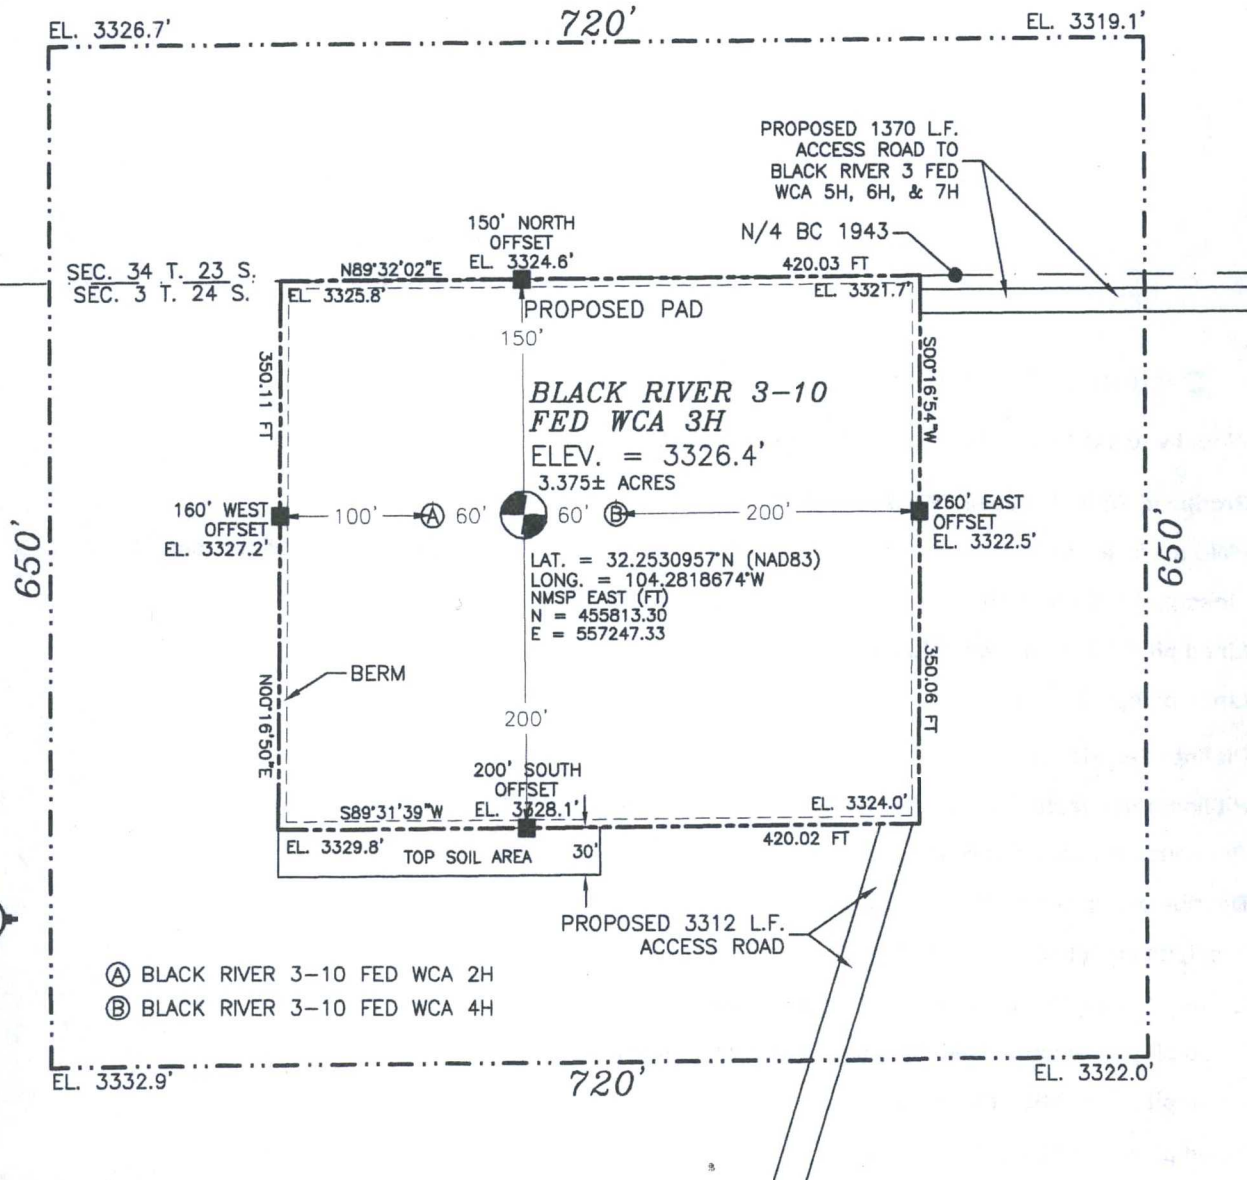 720'
EL. 3326.7'
EL. 3319.1'
PROPOSED 1370 L.F.
ACCESS ROAD TO
BLACK RIVER 3 FED
WCA 5H, 6H, & 7H
150' NORTH
OFFSET
EL. 3324.6'
N/4 BC 1943
SEC. 34 T. 23 S.
SEC. 3 T. 24 S.
N89°32'02"E
420.03 FT
EL. 3325.8'
EL. 3321.7'
PROPOSED PAD
150'
350.11 FT
S00°16'54"W
BLACK RIVER 3-10
FED WCA 3H
ELEV. = 3326.4'
3.375± ACRES
160' WEST
OFFSET
EL. 3327.2'
100'
A
60'
60'
B
200'
260' EAST
OFFSET
EL. 3322.5'
650'
650'
LAT. = 32.2530957°N (NAD83)
LONG. = 104.2818674°W
NMSP EAST (FT)
N = 455813.30
E = 557247.33
BERM
N00°16'50"E
350.06 FT
200'
200' SOUTH
OFFSET
EL. 3328.1'
S89°31'39"W
EL. 3324.0'
420.02 FT
EL. 3329.8'
TOP SOIL AREA
30'
PROPOSED 3312 L.F.
ACCESS ROAD
A BLACK RIVER 3-10 FED WCA 2H
B BLACK RIVER 3-10 FED WCA 4H
EL. 3332.9'
720'
EL. 3322.0'